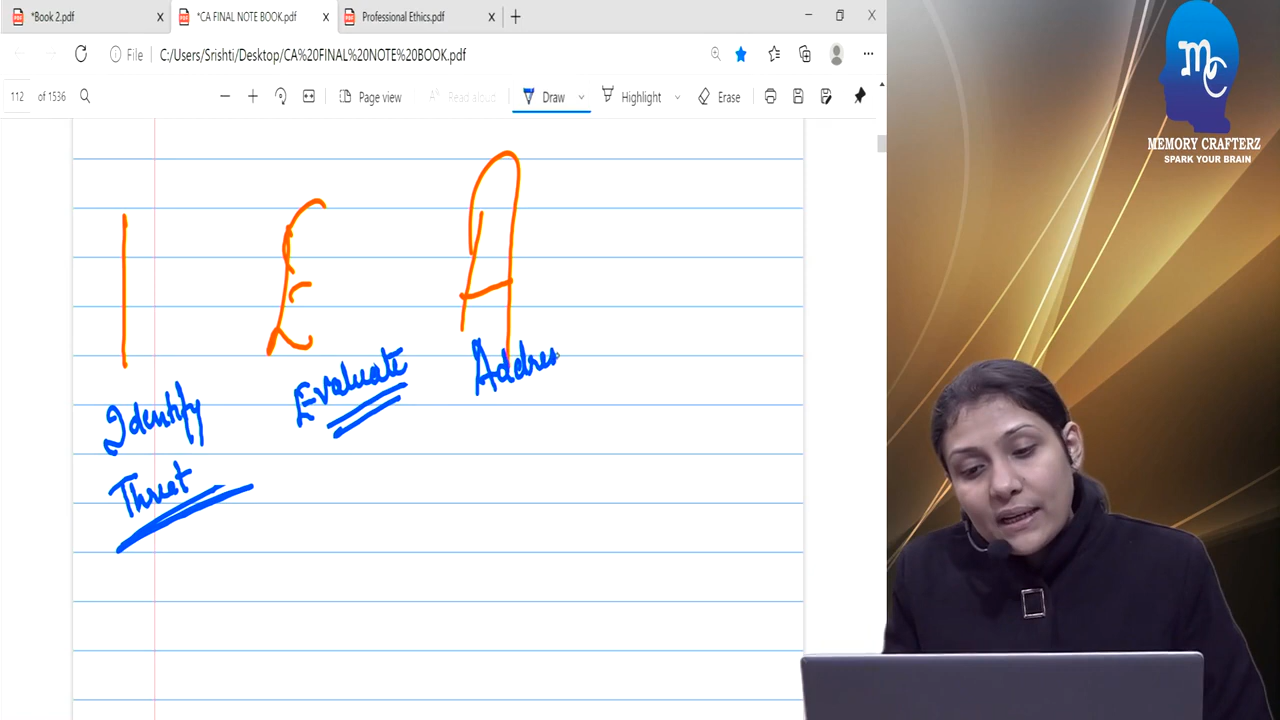 *Book 2.pdf
*CA FINAL NOTE BOOK.pdf
Professional Ethics.pdf
File C:/Users/Srishti/Desktop/CA%20FINAL%20NOTE%20BOOK.pdf
112 of 1536
Page view
Read aloud
Draw
Highlight
Erase
I E A
Identify
Threat
Evaluate
Addres
MC
MEMORY CRAFTERZ
SPARK YOUR BRAIN